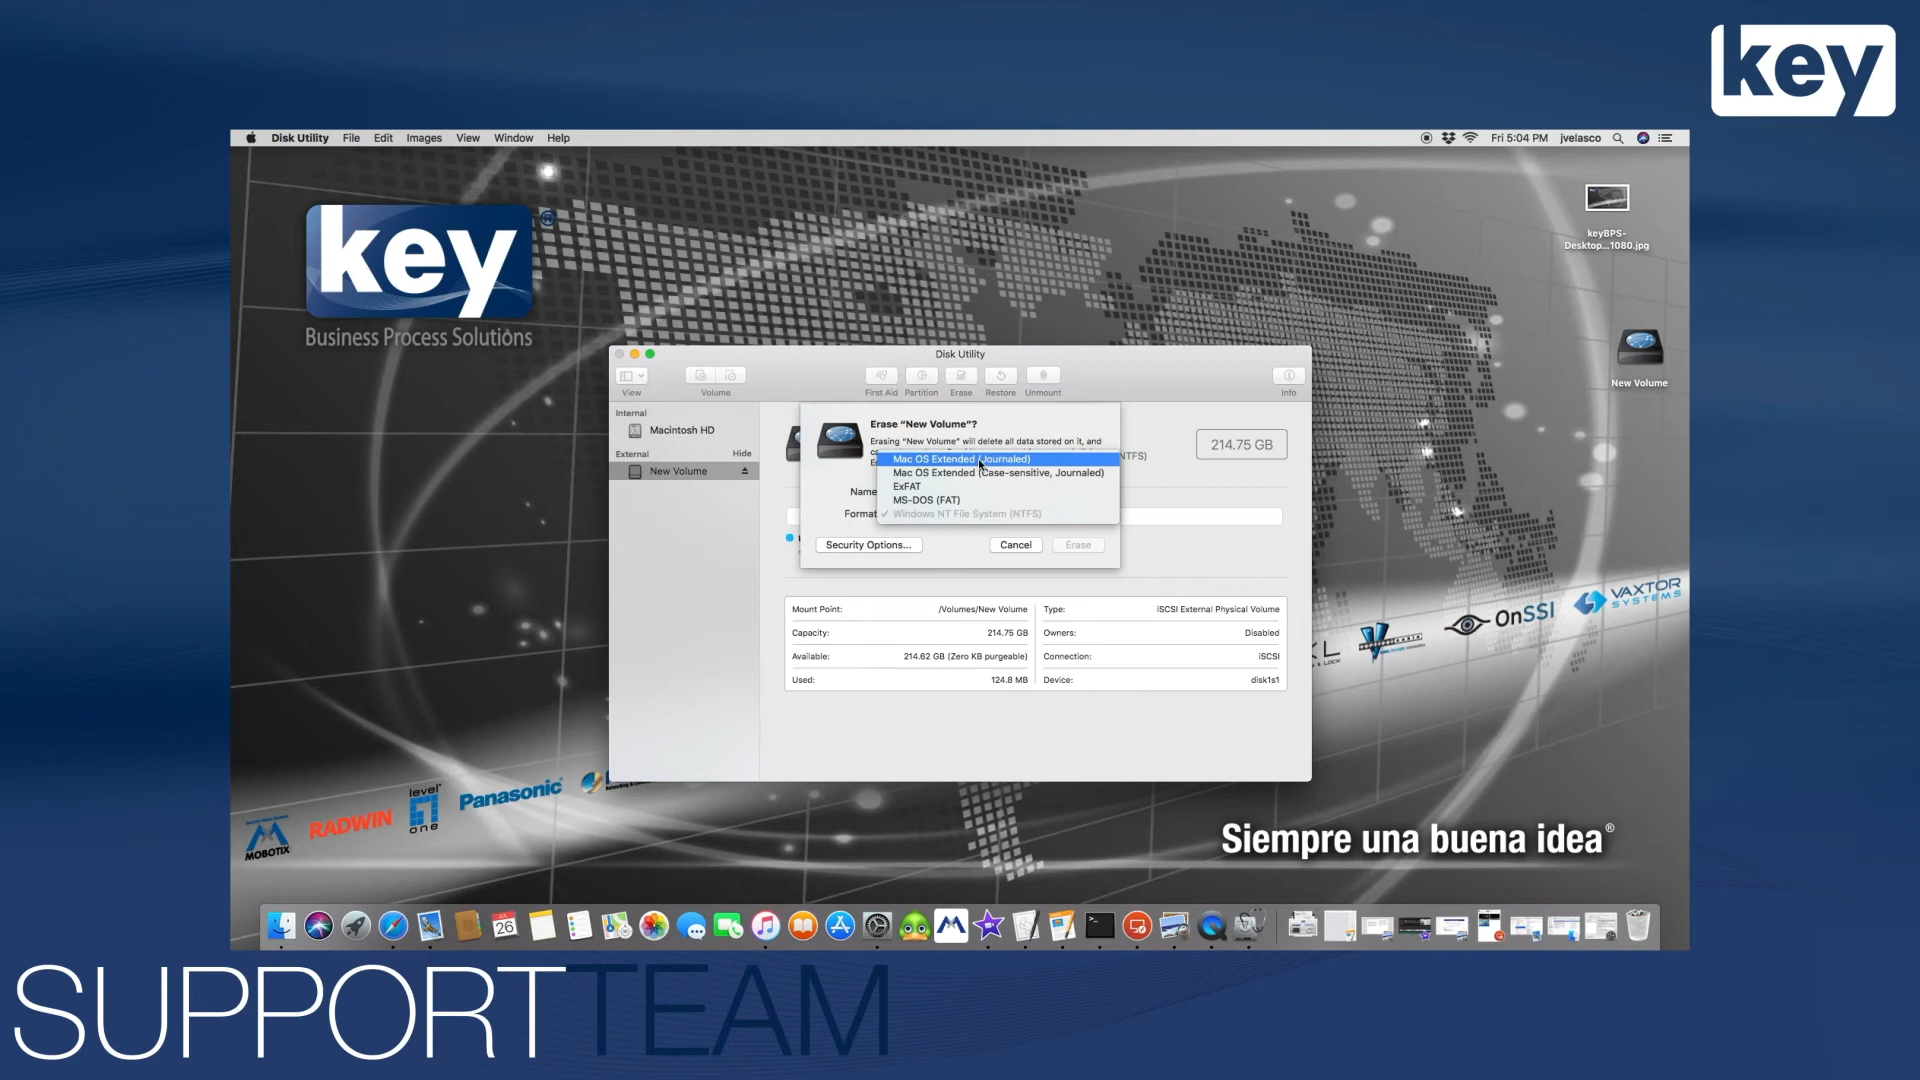 key
Disk Utility File Edit Images View Window Help
Fri 5:04 PM jvelasco
key
®
Business Process Solutions
keyBPS-
Desktop...1080.jpg
New Volume
Disk Utility
View
Volume
First Aid Partition Erase Restore Unmount
Info
Internal
Macintosh HD
External Hide
New Volume
Erase “New Volume”?
Erasing “New Volume” will delete all data stored on it, and
214.75 GB
NTFS)
Mac OS Extended (Journaled)
Mac OS Extended (Case-sensitive, Journaled)
ExFAT
MS-DOS (FAT)
✓ Windows NT File System (NTFS)
Name
Format
Security Options... Cancel Erase
Mount Point: /Volumes/New Volume
Capacity: 214.75 GB
Available: 214.62 GB (Zero KB purgeable)
Used: 124.8 MB
Type: iSCSI External Physical Volume
Owners: Disabled
Connection: iSCSI
Device: disk1s1
VAXTOR
SYSTEMS
OnSSI
& LOCK
Panasonic
level
one
RADWIN
MOBOTIX
Siempre una buena idea®
JUL
26
SUPPORTTEAM